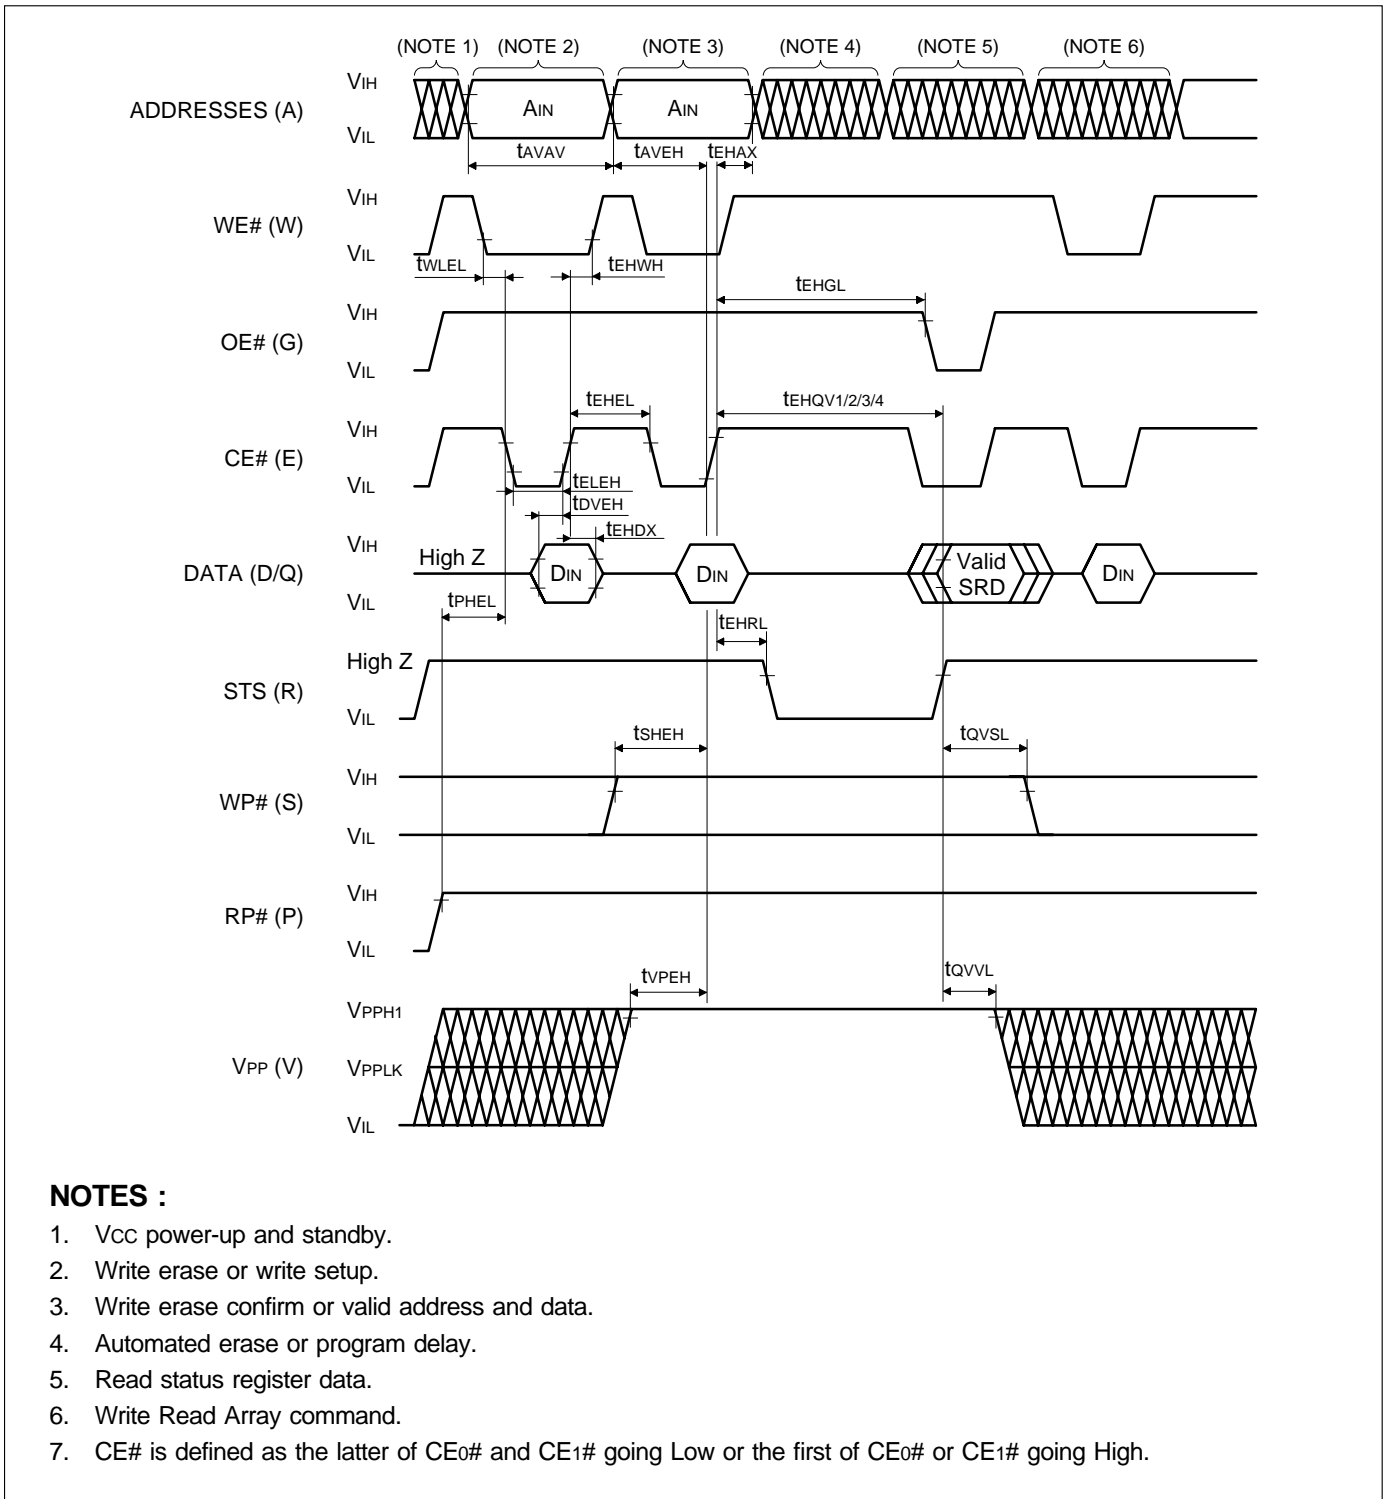 (NOTE 1) (NOTE 2) (NOTE 3) (NOTE 4) (NOTE 5) (NOTE 6)
ADDRESSES (A)
VIH
VIL
AIN
AIN
tAVAV
tAVEH
tEHAX
WE# (W)
VIH
VIL
tWLEL
tEHWH
tEHGL
OE# (G)
VIH
VIL
tEHEL
tEHQV1/2/3/4
CE# (E)
VIH
VIL
tELEH
tDVEH
tEHDX
DATA (D/Q)
VIH
VIL
High Z
DIN
DIN
Valid
SRD
DIN
tPHEL
tEHRL
STS (R)
High Z
VIL
tSHEH
tQVSL
WP# (S)
VIH
VIL
RP# (P)
VIH
VIL
tVPEH
tQVVL
VPP (V)
VPPH1
VPPLK
VIL
NOTES :
1. VCC power-up and standby.
2. Write erase or write setup.
3. Write erase confirm or valid address and data.
4. Automated erase or program delay.
5. Read status register data.
6. Write Read Array command.
7. CE# is defined as the latter of CE0# and CE1# going Low or the first of CE0# or CE1# going High.